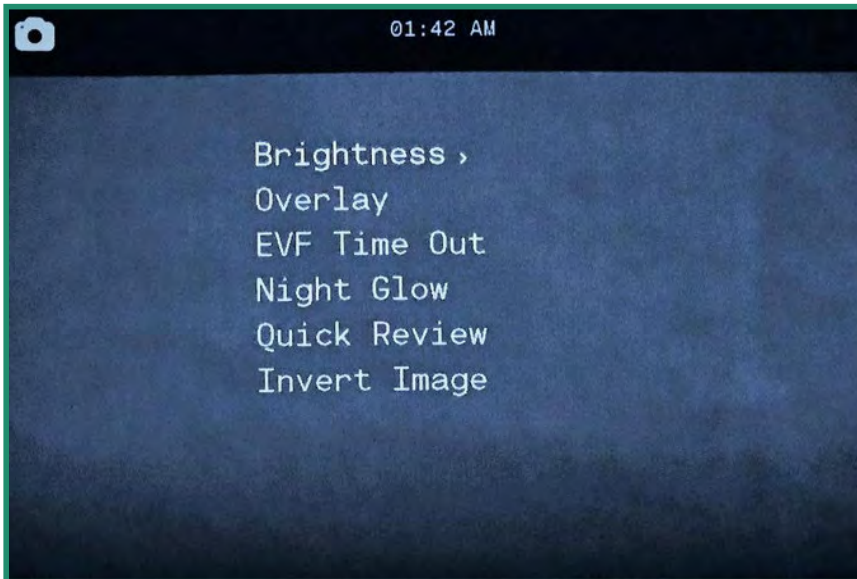 01:42 AM
Brightness ›
Overlay
EVF Time Out
Night Glow
Quick Review
Invert Image